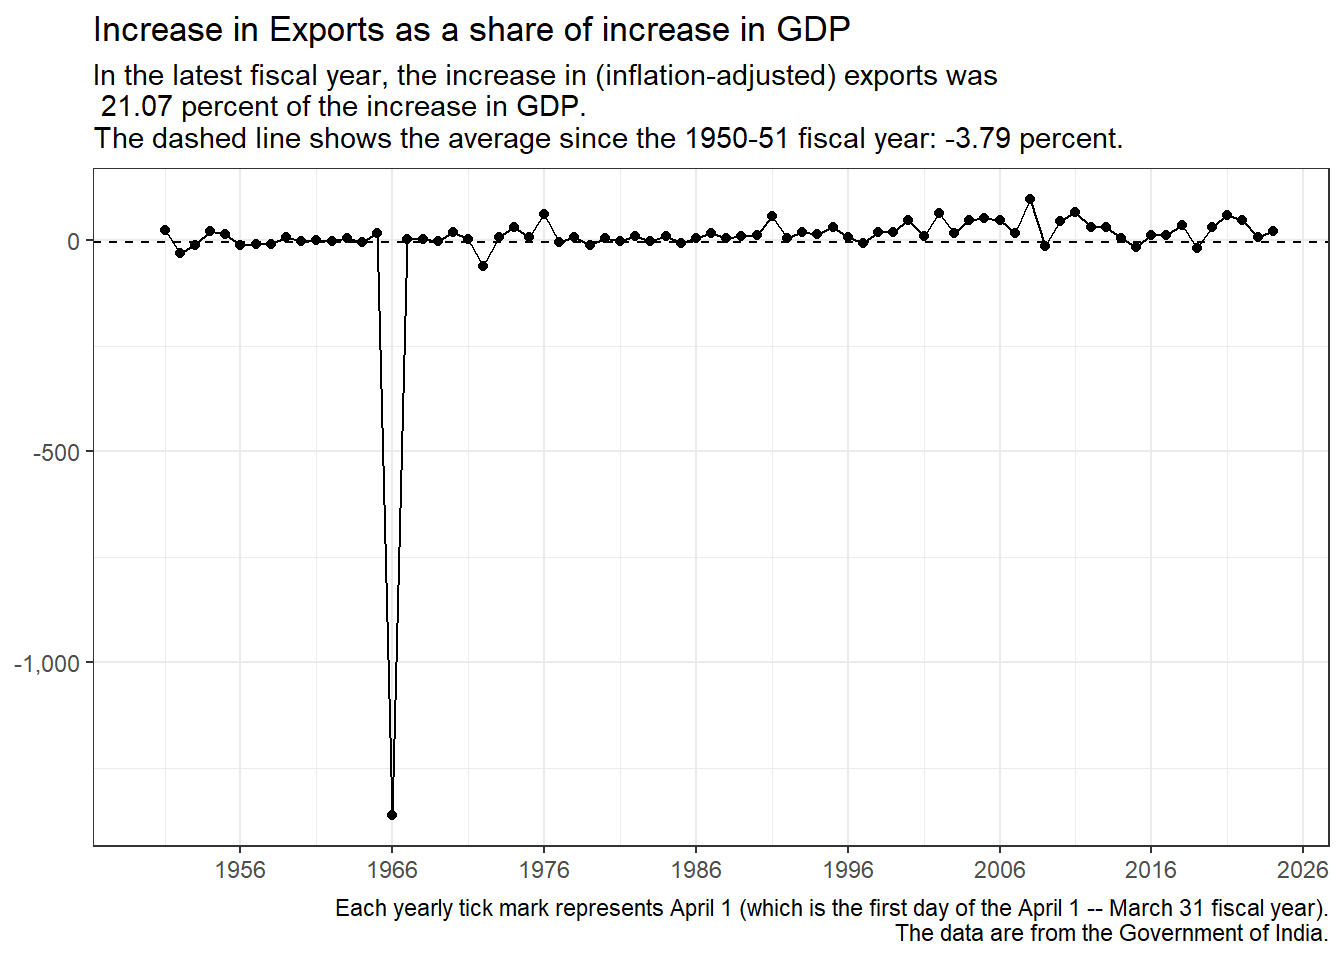 Increase in Exports as a share of increase in GDP
In the latest fiscal year, the increase in (inflation-adjusted) exports was
21.07 percent of the increase in GDP.
The dashed line shows the average since the 1950-51 fiscal year: -3.79 percent.
0
-500
-1,000
1956 1966 1976 1986 1996 2006 2016 2026
Each yearly tick mark represents April 1 (which is the first day of the April 1 -- March 31 fiscal year).
The data are from the Government of India.